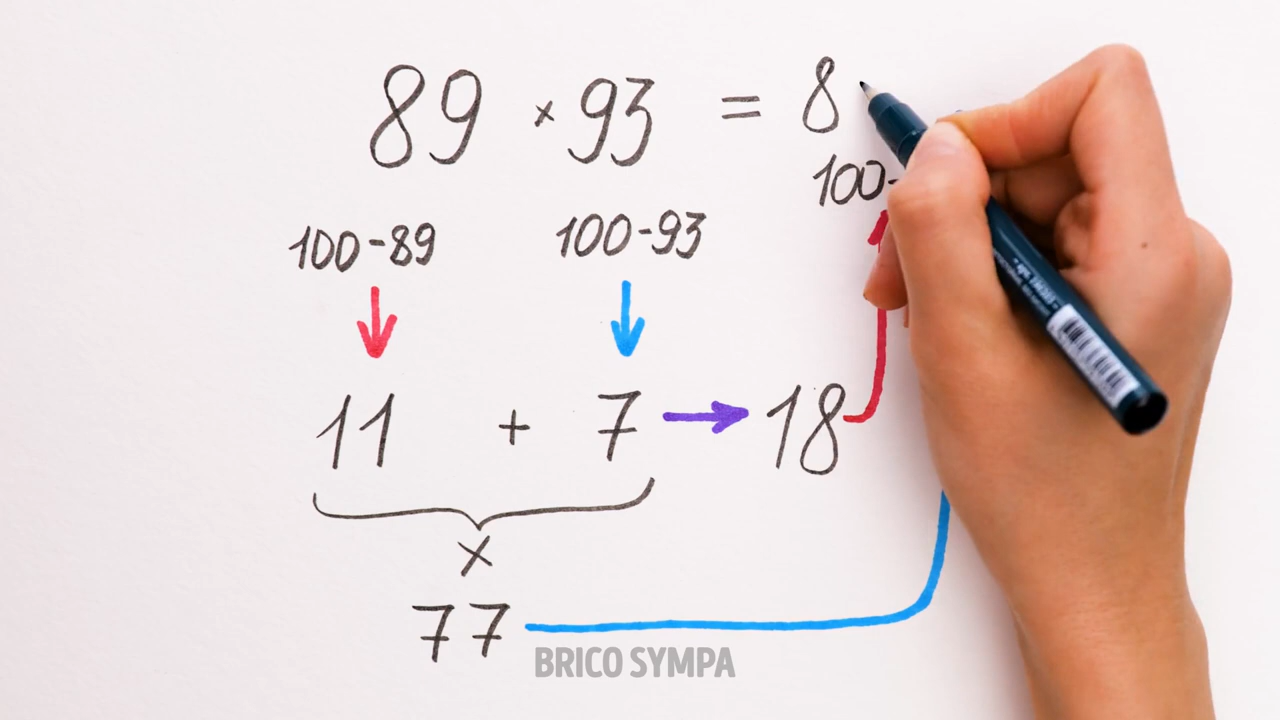 89 × 93 = 8
100-
100-89 100-93
11 + 7 → 18
×
77
BRICO SYMPA